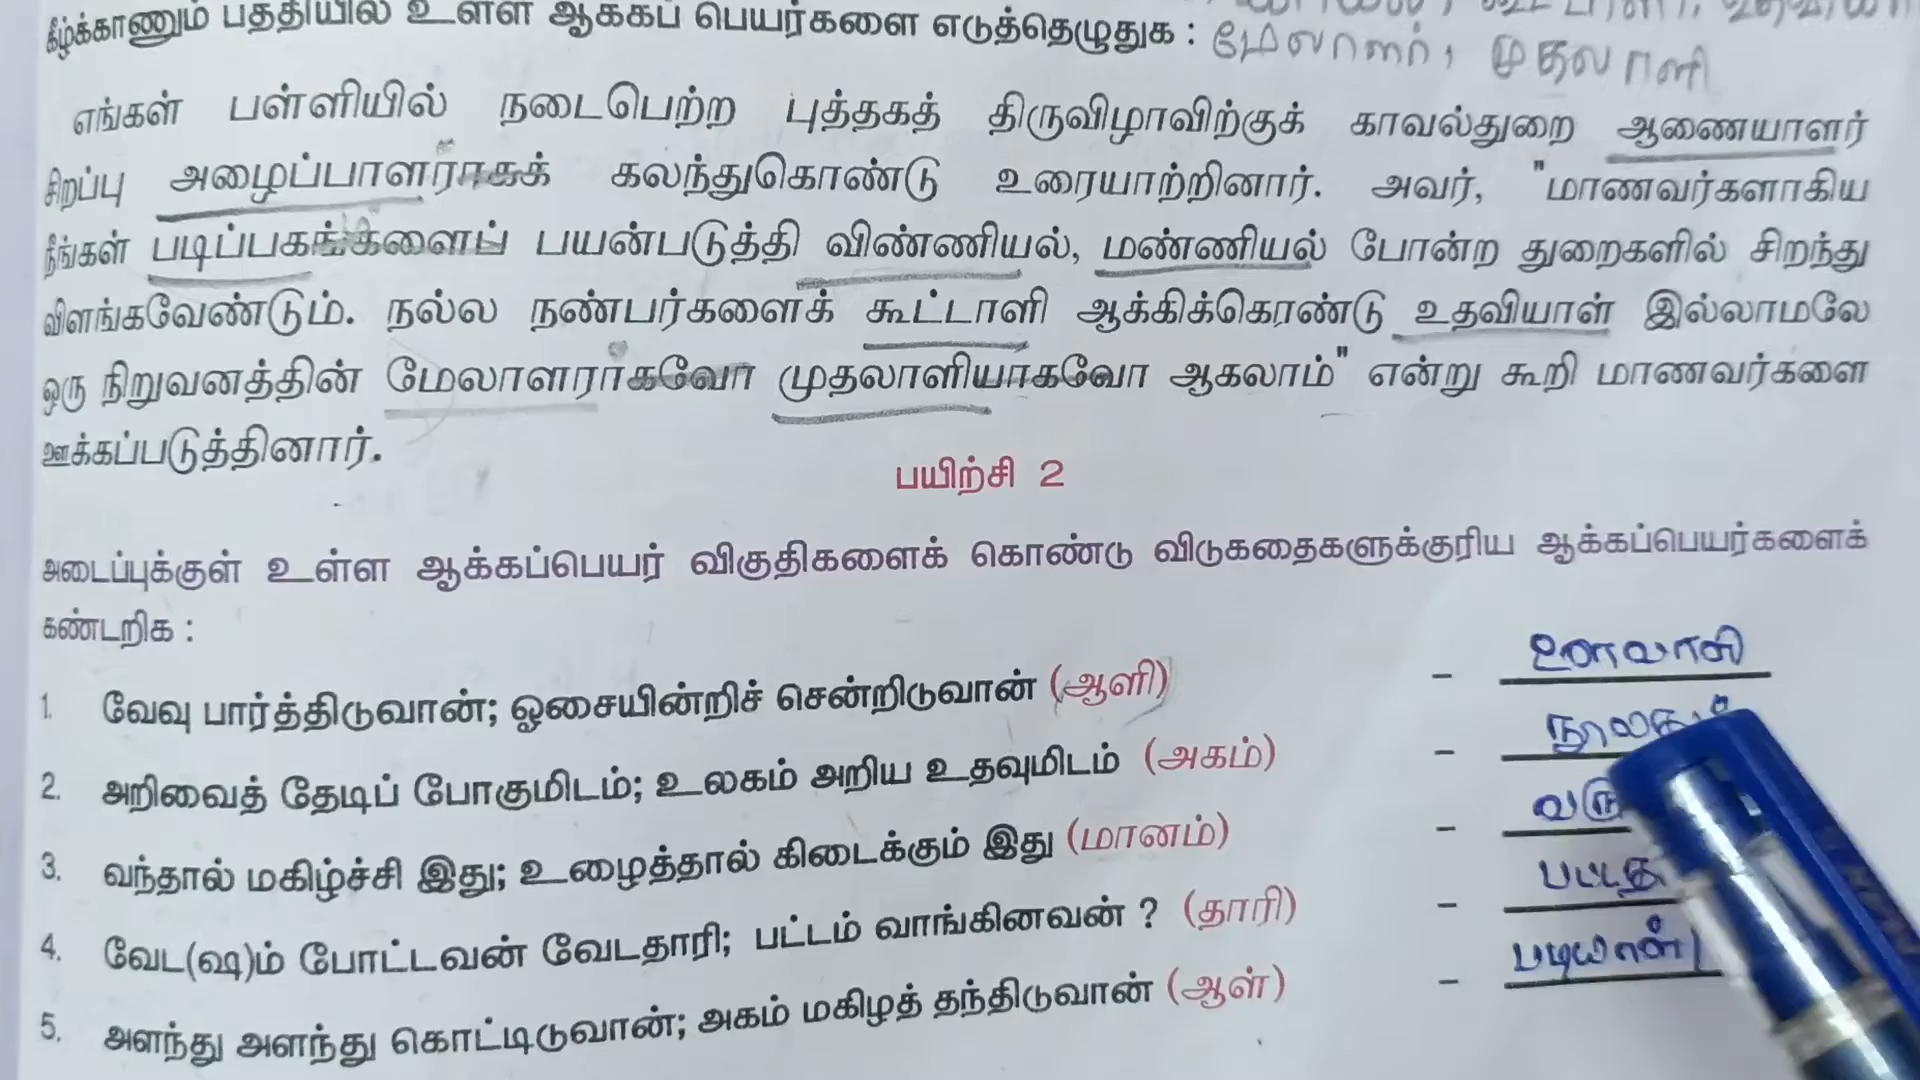 கீழ்க்காணும் பத்தியில் உள்ள ஆக்கப் பெயர்களை எடுத்தெழுதுக : மேலாளர், முதலாளி
எங்கள் பள்ளியில் நடைபெற்ற புத்தகத் திருவிழாவிற்குக் காவல்துறை ஆணையாளர்
சிறப்பு அழைப்பாளராகக் கலந்துகொண்டு உரையாற்றினார். அவர், "மாணவர்களாகிய
நீங்கள் படிப்பகங்களைப் பயன்படுத்தி விண்ணியல், மண்ணியல் போன்ற துறைகளில் சிறந்து
விளங்கவேண்டும். நல்ல நண்பர்களைக் கூட்டாளி ஆக்கிக்கொண்டு உதவியாள் இல்லாமலே
ஒரு நிறுவனத்தின் மேலாளராகவோ முதலாளியாகவோ ஆகலாம்" என்று கூறி மாணவர்களை
ஊக்கப்படுத்தினார்.
பயிற்சி 2
அடைப்புக்குள் உள்ள ஆக்கப்பெயர் விகுதிகளைக் கொண்டு விடுகதைகளுக்குரிய ஆக்கப்பெயர்களைக்
கண்டறிக :
1. வேவு பார்த்திடுவான்; ஓசையின்றிச் சென்றிடுவான் (ஆளி) - உளவாளி
2. அறிவைத் தேடிப் போகுமிடம்; உலகம் அறிய உதவுமிடம் (அகம்) - நூலகம்
3. வந்தால் மகிழ்ச்சி இது; உழைத்தால் கிடைக்கும் இது (மானம்) - வரு
4. வேட(ஷ)ம் போட்டவன் வேடதாரி; பட்டம் வாங்கினவன் ? (தாரி) - பட்டத
5. அளந்து அளந்து கொட்டிடுவான்; அகம் மகிழத் தந்திடுவான் (ஆள்) -